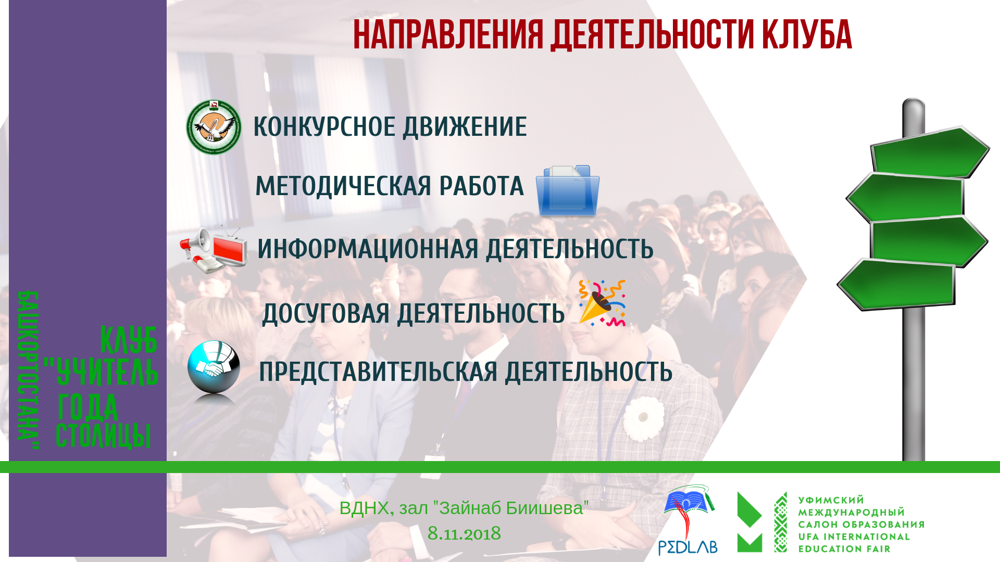 НАПРАВЛЕНИЯ ДЕЯТЕЛЬНОСТИ КЛУБА
КОНКУРСНОЕ ДВИЖЕНИЕ
МЕТОДИЧЕСКАЯ РАБОТА
ИНФОРМАЦИОННАЯ ДЕЯТЕЛЬНОСТЬ
ДОСУГОВАЯ ДЕЯТЕЛЬНОСТЬ
ПРЕДСТАВИТЕЛЬСКАЯ ДЕЯТЕЛЬНОСТЬ
КЛУБ
"УЧИТЕЛЬ
ГОДА
СТОЛИЦЫ
БАШКОРТОСТАНА"
ВДНХ, зал "Зайнаб Биишева"
8.11.2018
PΣDLΛB
УФИМСКИЙ
МЕЖДУНАРОДНЫЙ
САЛОН ОБРАЗОВАНИЯ
UFA INTERNATIONAL
EDUCATION FAIR